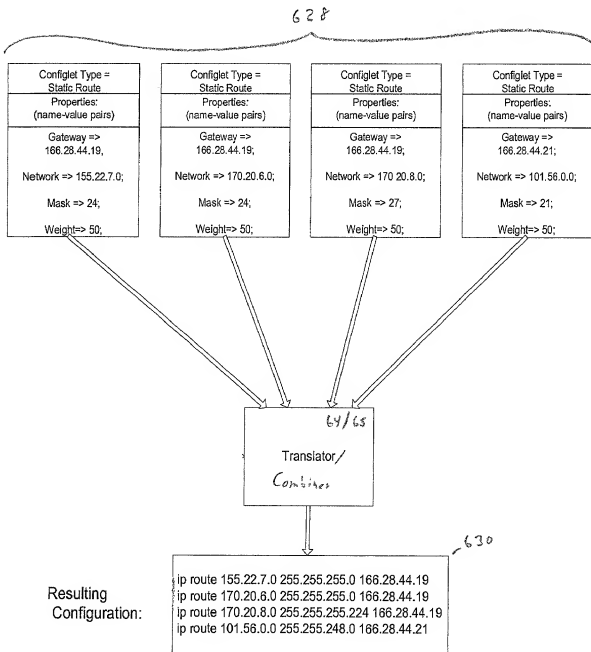 628
Configlet Type =
Static Route
Properties:
(name-value pairs)
Gateway =>
166.28.44.19;
Network => 155.22.7.0;
Mask => 24;
Weight=> 50;
Configlet Type =
Static Route
Properties:
(name-value pairs)
Gateway =>
166.28.44.19;
Network => 170.20.6.0;
Mask => 24;
Weight=> 50;
Configlet Type =
Static Route
Properties:
(name-value pairs)
Gateway =>
166.28.44.19;
Network => 170 20.8.0;
Mask => 27;
Weight=> 50;
Configlet Type =
Static Route
Properties:
(name-value pairs)
Gateway =>
166.28.44.21;
Network => 101.56.0.0;
Mask => 21;
Weight=> 50;
64/65
Translator/
Combiner
630
Resulting
Configuration:
ip route 155.22.7.0 255.255.255.0 166.28.44.19
ip route 170.20.6.0 255.255.255.0 166.28.44.19
ip route 170.20.8.0 255.255.255.224 166.28.44.19
ip route 101.56.0.0 255.255.248.0 166.28.44.21